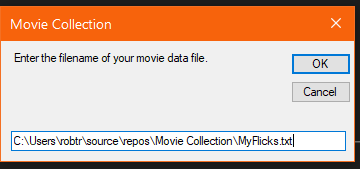 Movie Collection
Enter the filename of your movie data file.
OK
Cancel
C:\Users\robtr\source\repos\Movie Collection\MyFlicks.txt